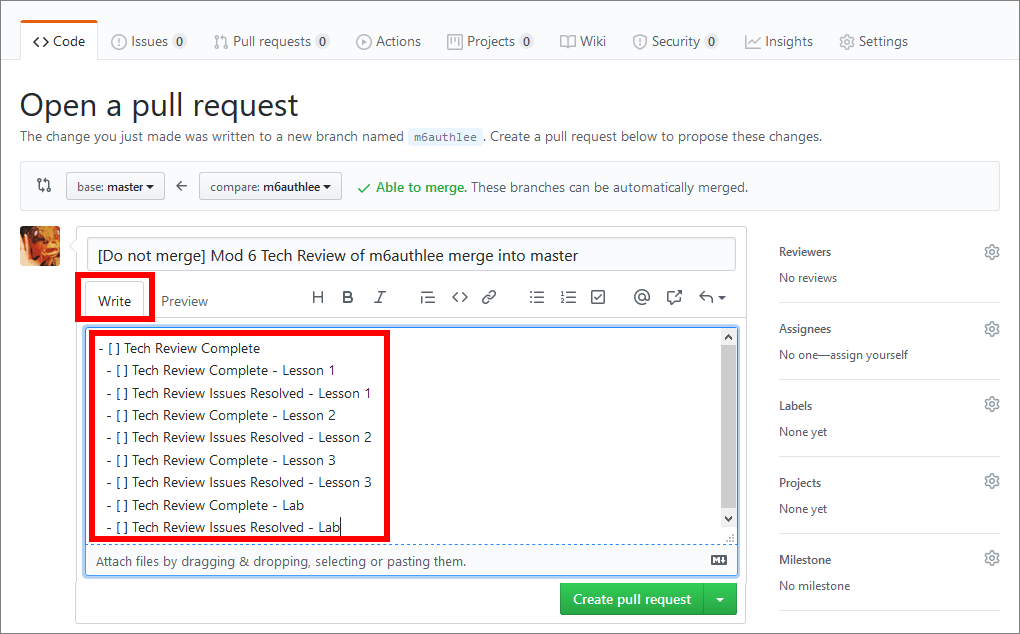 Code Issues 0 Pull requests 0 Actions Projects 0 Wiki Security 0 Insights Settings
Open a pull request
The change you just made was written to a new branch named m6authlee . Create a pull request below to propose these changes.
base: master compare: m6authlee Able to merge. These branches can be automatically merged.
[Do not merge] Mod 6 Tech Review of m6authlee merge into master
Write Preview
- [ ] Tech Review Complete
- [ ] Tech Review Complete - Lesson 1
- [ ] Tech Review Issues Resolved - Lesson 1
- [ ] Tech Review Complete - Lesson 2
- [ ] Tech Review Issues Resolved - Lesson 2
- [ ] Tech Review Complete - Lesson 3
- [ ] Tech Review Issues Resolved - Lesson 3
- [ ] Tech Review Complete - Lab
- [ ] Tech Review Issues Resolved - Lab
Attach files by dragging & dropping, selecting or pasting them.
Create pull request
Reviewers
No reviews
Assignees
No one—assign yourself
Labels
None yet
Projects
None yet
Milestone
No milestone